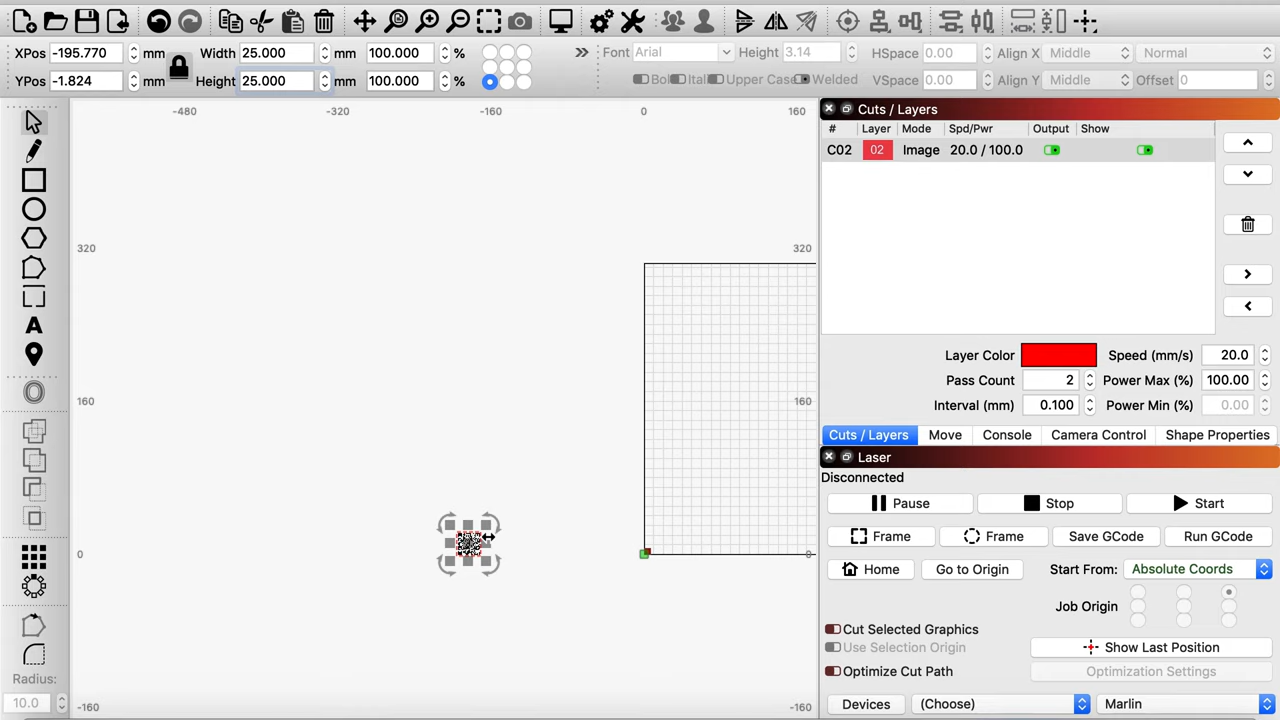 XPos -195.770 mm Width 25.000 mm 100.000 %
YPos -1.824 mm Height 25.000 mm 100.000 %
» Font Arial Height 3.14 HSpace 0.00 Align X Middle Normal
Bol Itali Upper Case Welded VSpace 0.00 Align Y Middle Offset 0
-480 -320 -160 0 160
320 320
160 160
0 0
-160 -160
A
Radius:
10.0
Cuts / Layers
# Layer Mode Spd/Pwr Output Show
C02 02 Image 20.0 / 100.0
Layer Color Speed (mm/s) 20.0
Pass Count 2 Power Max (%) 100.00
Interval (mm) 0.100 Power Min (%) 0.00
Cuts / Layers Move Console Camera Control Shape Properties
Laser
Disconnected
Pause Stop Start
Frame Frame Save GCode Run GCode
Home Go to Origin Start From: Absolute Coords
Job Origin
Cut Selected Graphics
Use Selection Origin Show Last Position
Optimize Cut Path Optimization Settings
Devices (Choose) Marlin